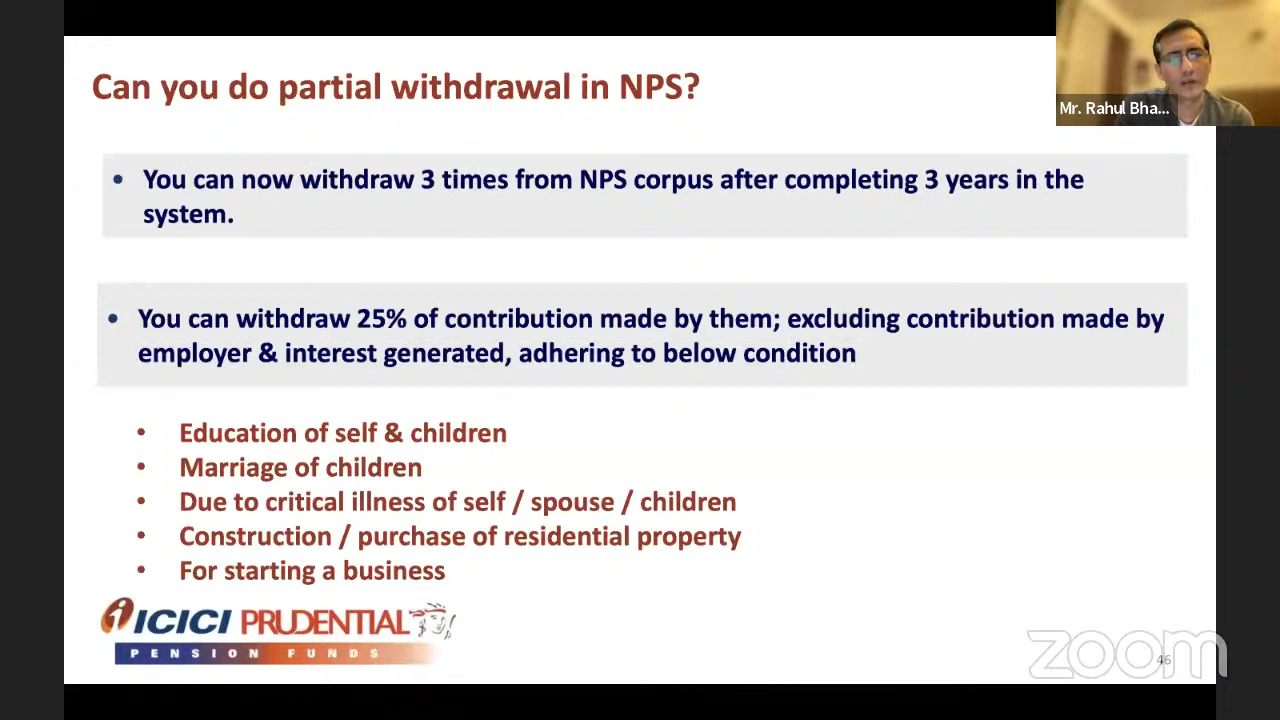 Can you do partial withdrawal in NPS?
Mr. Rahul Bha...
• You can now withdraw 3 times from NPS corpus after completing 3 years in the
system.
• You can withdraw 25% of contribution made by them; excluding contribution made by
employer & interest generated, adhering to below condition
• Education of self & children
• Marriage of children
• Due to critical illness of self / spouse / children
• Construction / purchase of residential property
• For starting a business
ICICI PRUDENTIAL
PENSION FUNDS
zoom
46